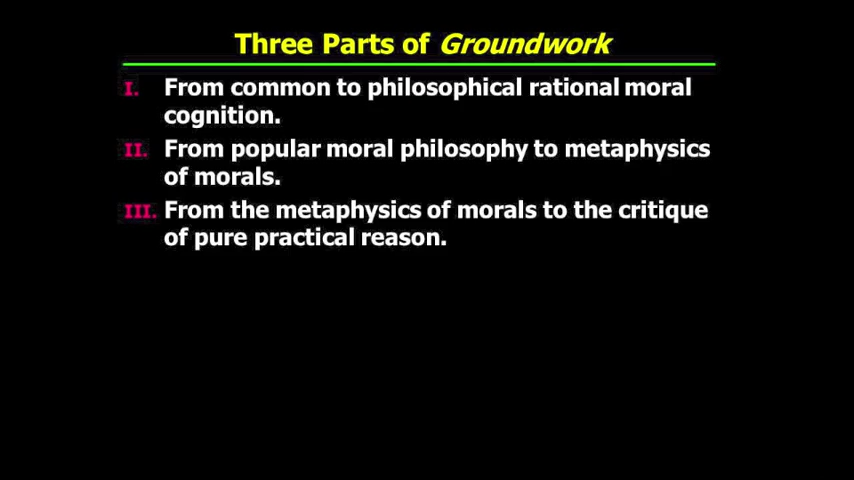 Three Parts of Groundwork
I. From common to philosophical rational moral
cognition.
II. From popular moral philosophy to metaphysics
of morals.
III. From the metaphysics of morals to the critique
of pure practical reason.